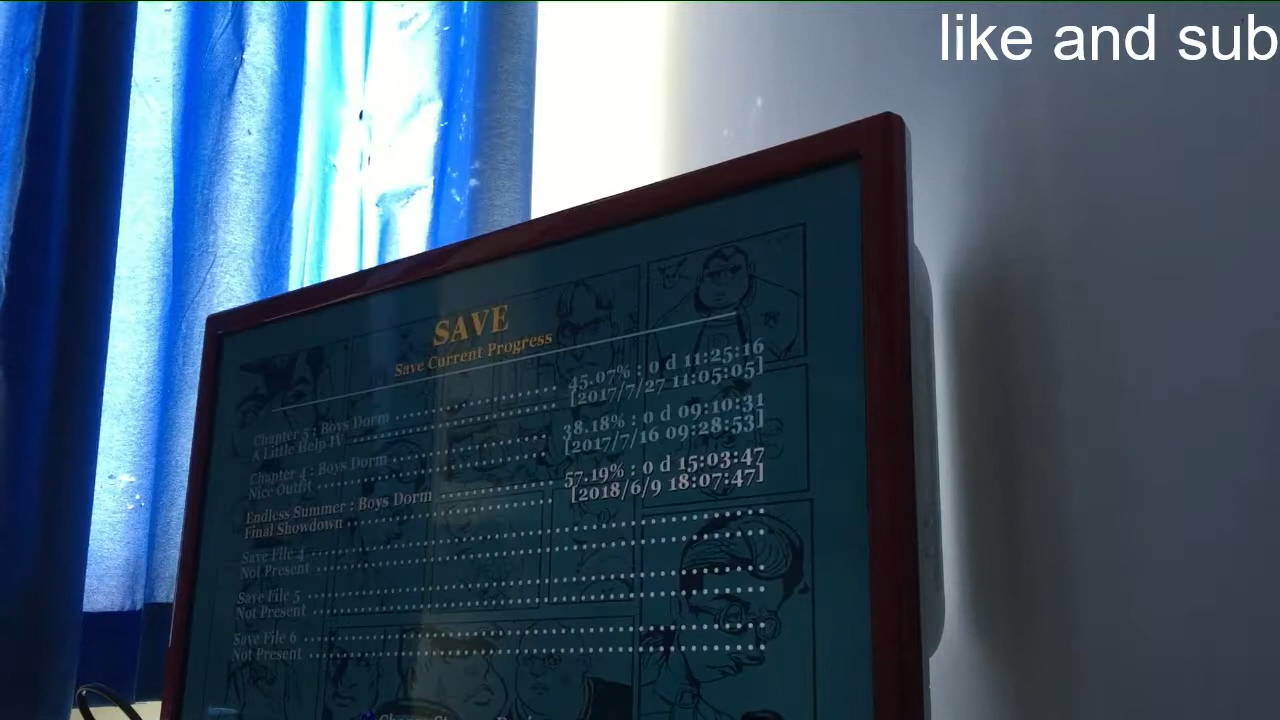 like and sub
SAVE
Save Current Progress
Chapter 5 : Boys Dorm 45.07% : 0 d 11:25:16
A Little Help IV [2017/7/27 11:05:05]
Chapter 4 : Boys Dorm 38.18% : 0 d 09:10:31
Nice Outfit [2017/7/16 09:28:53]
Endless Summer : Boys Dorm 57.19% : 0 d 15:03:47
Final Showdown [2018/6/9 18:07:47]
Save File 4
Not Present
Save File 5
Not Present
Save File 6
Not Present